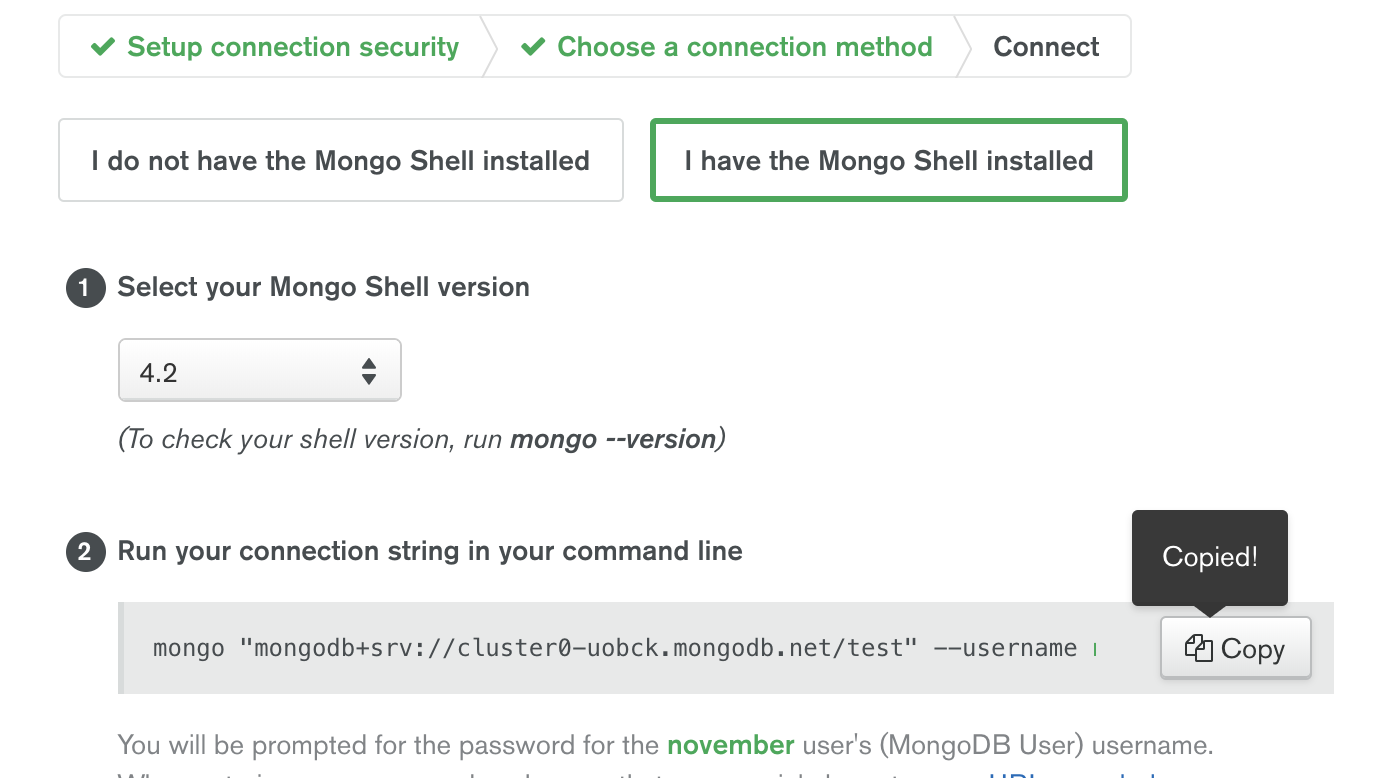 Setup connection security
Choose a connection method
Connect
I do not have the Mongo Shell installed
I have the Mongo Shell installed
1 Select your Mongo Shell version
4.2
(To check your shell version, run mongo --version)
2 Run your connection string in your command line
Copied!
mongo "mongodb+srv://cluster0-uobck.mongodb.net/test" --username
Copy
You will be prompted for the password for the november user's (MongoDB User) username.